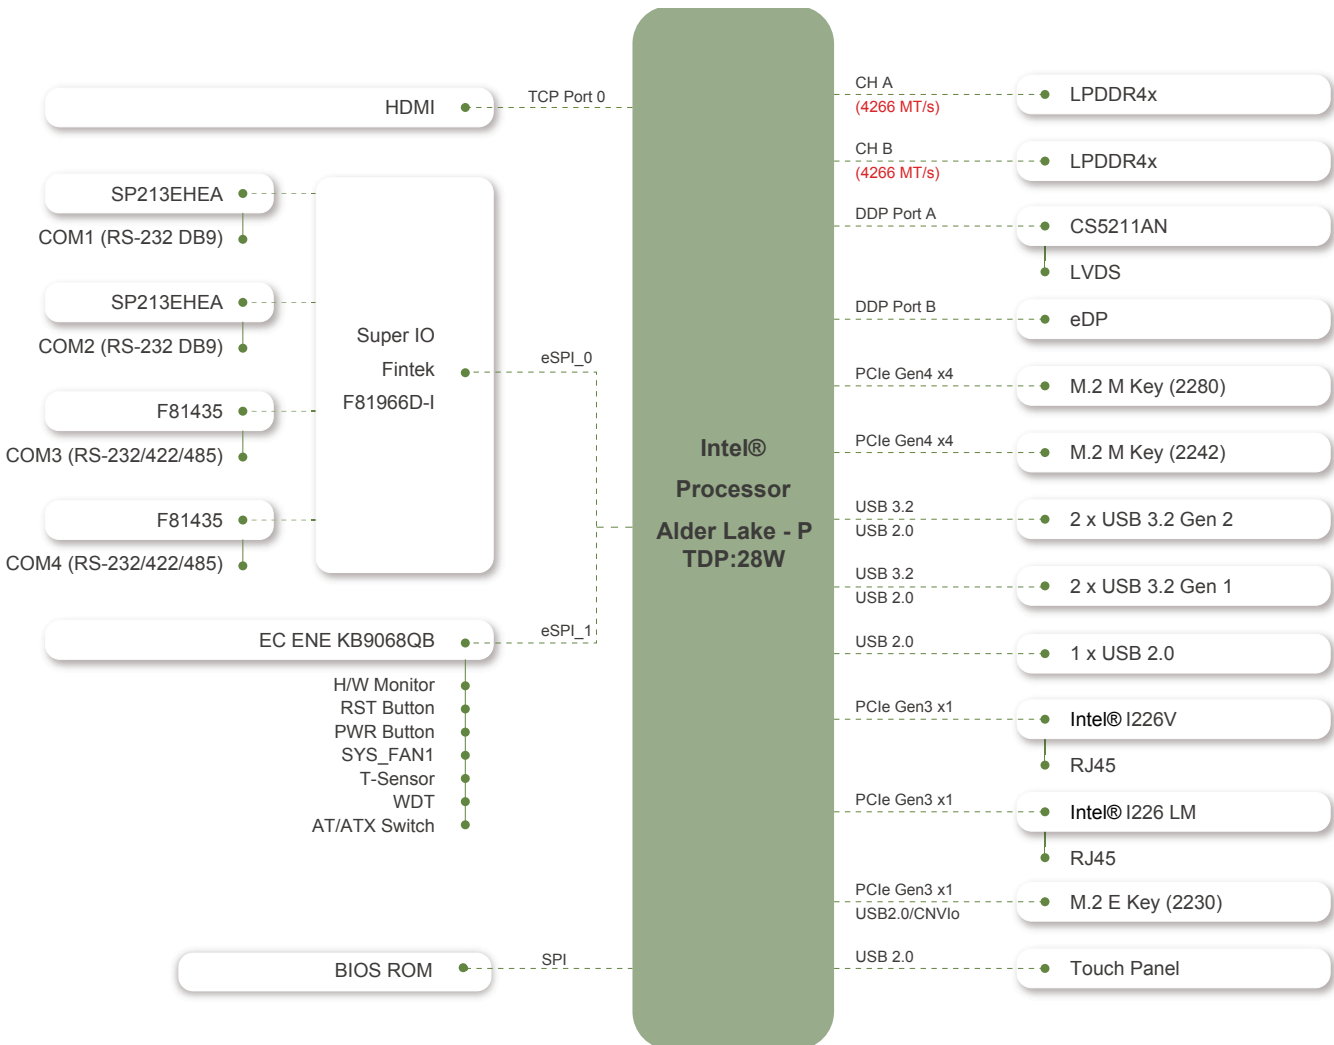 HDMI
TCP Port 0
SP213EHEA
COM1 (RS-232 DB9)
SP213EHEA
COM2 (RS-232 DB9)
F81435
COM3 (RS-232/422/485)
F81435
COM4 (RS-232/422/485)
Super IO
Fintek
F81966D-I
eSPI_0
EC ENE KB9068QB
eSPI_1
H/W Monitor
RST Button
PWR Button
SYS_FAN1
T-Sensor
WDT
AT/ATX Switch
BIOS ROM
SPI
Intel®
Processor
Alder Lake - P
TDP:28W
CH A
(4266 MT/s)
LPDDR4x
CH B
(4266 MT/s)
LPDDR4x
DDP Port A
CS5211AN
LVDS
DDP Port B
eDP
PCIe Gen4 x4
M.2 M Key (2280)
PCIe Gen4 x4
M.2 M Key (2242)
USB 3.2
USB 2.0
2 x USB 3.2 Gen 2
USB 3.2
USB 2.0
2 x USB 3.2 Gen 1
USB 2.0
1 x USB 2.0
PCIe Gen3 x1
Intel® I226V
RJ45
PCIe Gen3 x1
Intel® I226 LM
RJ45
PCIe Gen3 x1
USB2.0/CNVIo
M.2 E Key (2230)
USB 2.0
Touch Panel